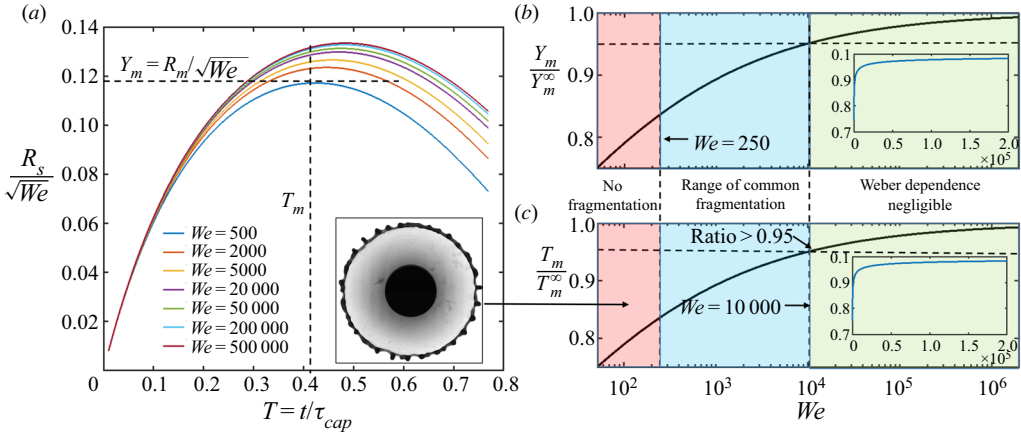 (a)
0.14
0.12
0.10
0.08
0.06
0.04
0.02
R_s/√We
Y_m = R_m/√We
T_m
We = 500
We = 2000
We = 5000
We = 20 000
We = 50 000
We = 200 000
We = 500 000
0 0.1 0.2 0.3 0.4 0.5 0.6 0.7 0.8
T = t/τ_cap
(b)
1.0
0.9
0.8
Y_m/Y_m^∞
We = 250
0.1
0.9
0.8
0.7
0 0.5 1.0 1.5 2.0
×10^5
No fragmentation
Range of common fragmentation
Weber dependence negligible
(c)
1.0
0.9
0.8
T_m/T_m^∞
Ratio > 0.95
We = 10 000
0.1
0.9
0.8
0.7
0 0.5 1.0 1.5 2.0
×10^5
10^2 10^3 10^4 10^5 10^6
We